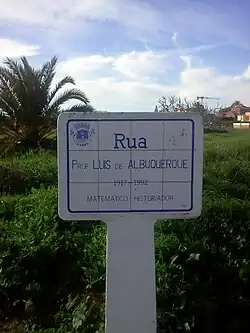 Rua
PROF. LUIS DE ALBUQUERQUE
1917-1992
MATEMÁTICO HISTORIADOR